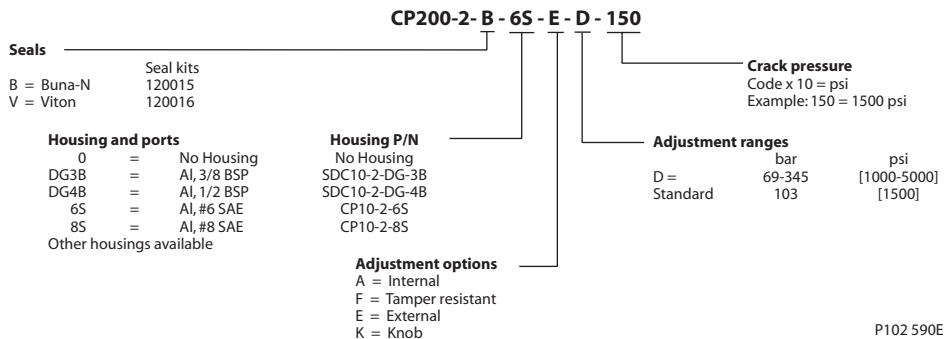 CP200-2- B - 6S - E - D - 150
Seals
Seal kits
B = Buna-N 120015
V = Viton 120016
Crack pressure
Code x 10 = psi
Example: 150 = 1500 psi
Housing and ports Housing P/N
0 = No Housing No Housing
DG3B = Al, 3/8 BSP SDC10-2-DG-3B
DG4B = Al, 1/2 BSP SDC10-2-DG-4B
6S = Al, #6 SAE CP10-2-6S
8S = Al, #8 SAE CP10-2-8S
Other housings available
Adjustment ranges
bar psi
D = 69-345 [1000-5000]
Standard 103 [1500]
Adjustment options
A = Internal
F = Tamper resistant
E = External
K = Knob
P102 590E